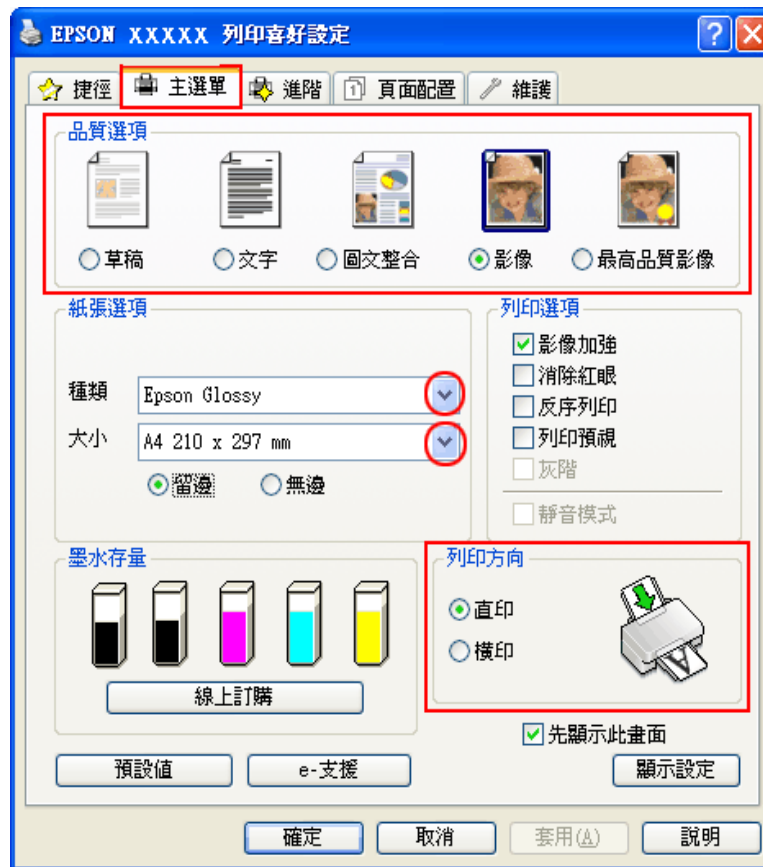 EPSON XXXXX 列印喜好設定
捷徑 主選單 進階 頁面配置 維護
品質選項
草稿 文字 圖文整合 影像 最高品質影像
紙張選項
種類 Epson Glossy
大小 A4 210 x 297 mm
留邊 無邊
列印選項
影像加強
消除紅眼
反序列印
列印預視
灰階
靜音模式
墨水存量
線上訂購
列印方向
直印
橫印
先顯示此畫面
預設值 e-支援 顯示設定
確定 取消 套用(A) 說明